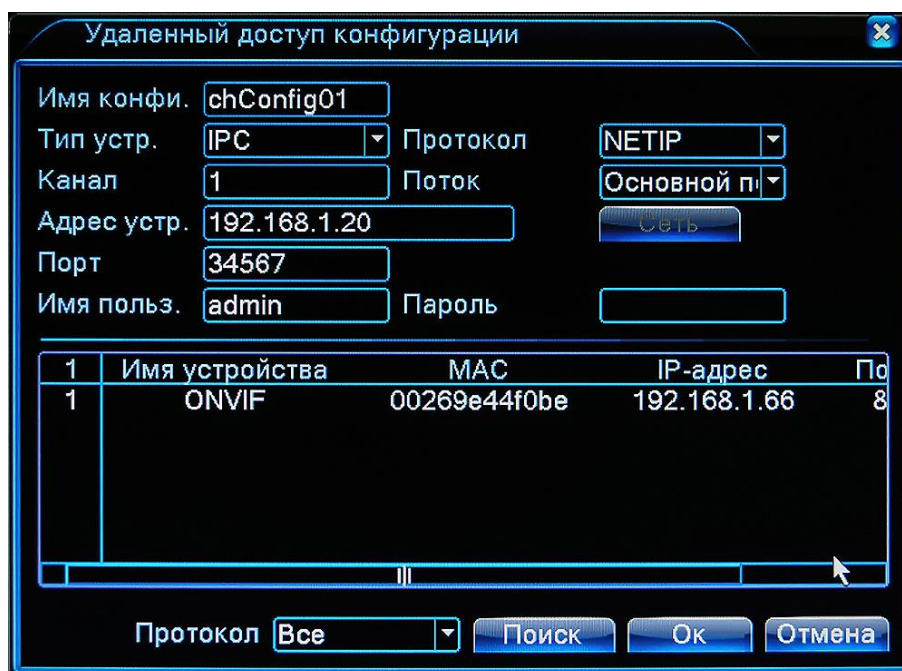 Удаленный доступ конфигурации
Имя конфи. chConfig01
Тип устр. IPC Протокол NETIP
Канал 1 Поток Основной п
Адрес устр. 192.168.1.20 Сеть
Порт 34567
Имя польз. admin Пароль
1 Имя устройства MAC IP-адрес По
1 ONVIF 00269e44f0be 192.168.1.66 8
Протокол Все Поиск Ок Отмена